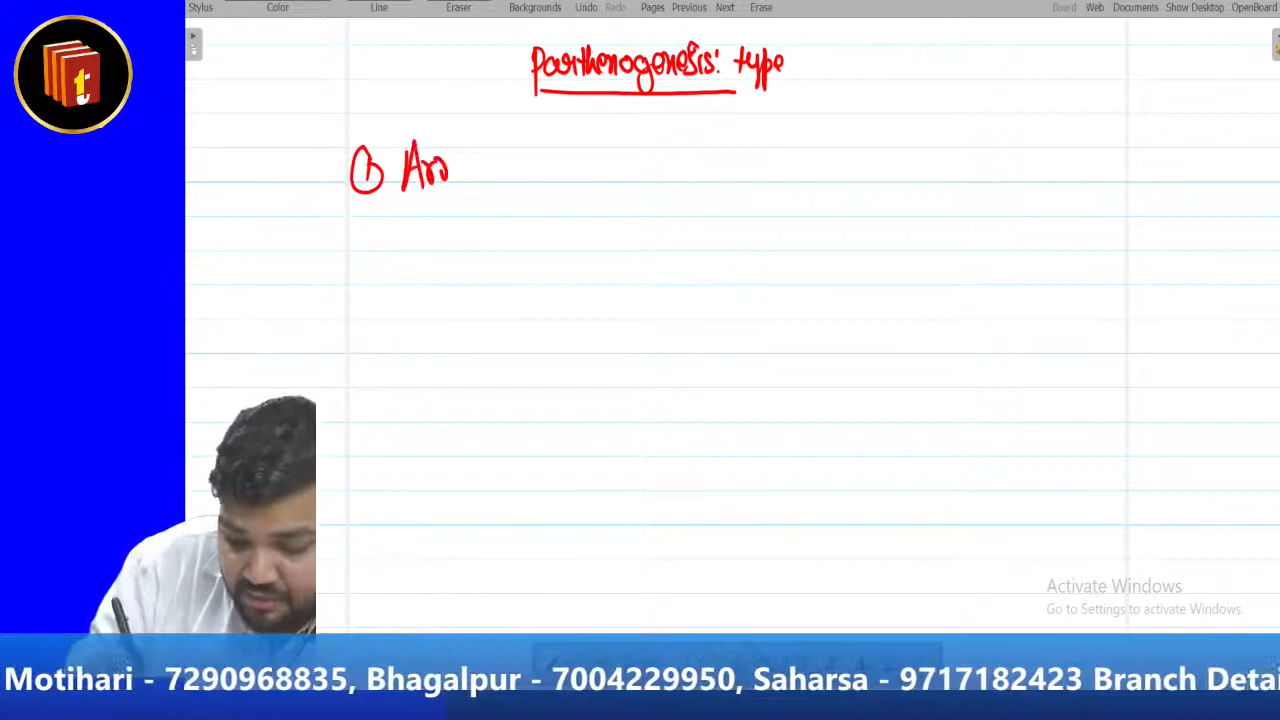 Stylus Color Line Eraser Backgrounds Undo Redo Pages Previous Next Erase Board Web Documents Show Desktop OpenBoard
t
Parthenogenesis: type
① Arr
Activate Windows
Go to Settings to activate Windows.
Motihari - 7290968835, Bhagalpur - 7004229950, Saharsa - 9717182423 Branch Detai